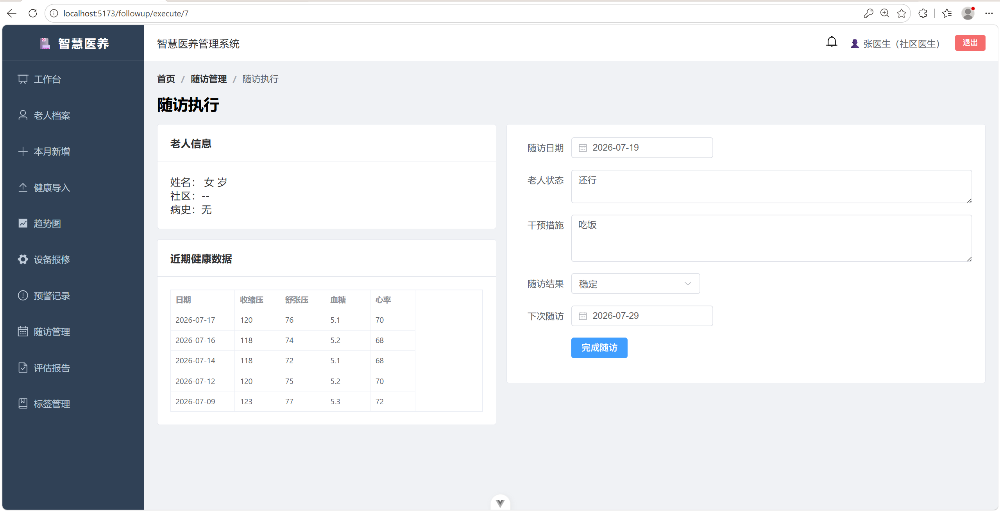 localhost:5173/followup/execute/7
智慧医养
智慧医养管理系统
张医生（社区医生）
退出
工作台
老人档案
本月新增
健康导入
趋势图
设备报修
预警记录
随访管理
评估报告
标签管理
首页 / 随访管理 / 随访执行
随访执行
老人信息
姓名： 女 岁
社区：--
病史：无
近期健康数据
日期 收缩压 舒张压 血糖 心率
2026-07-17 120 76 5.1 70
2026-07-16 118 74 5.2 68
2026-07-14 118 72 5.1 68
2026-07-12 120 75 5.2 70
2026-07-09 123 77 5.3 72
随访日期 2026-07-19
老人状态 还行
干预措施 吃饭
随访结果 稳定
下次随访 2026-07-29
完成随访